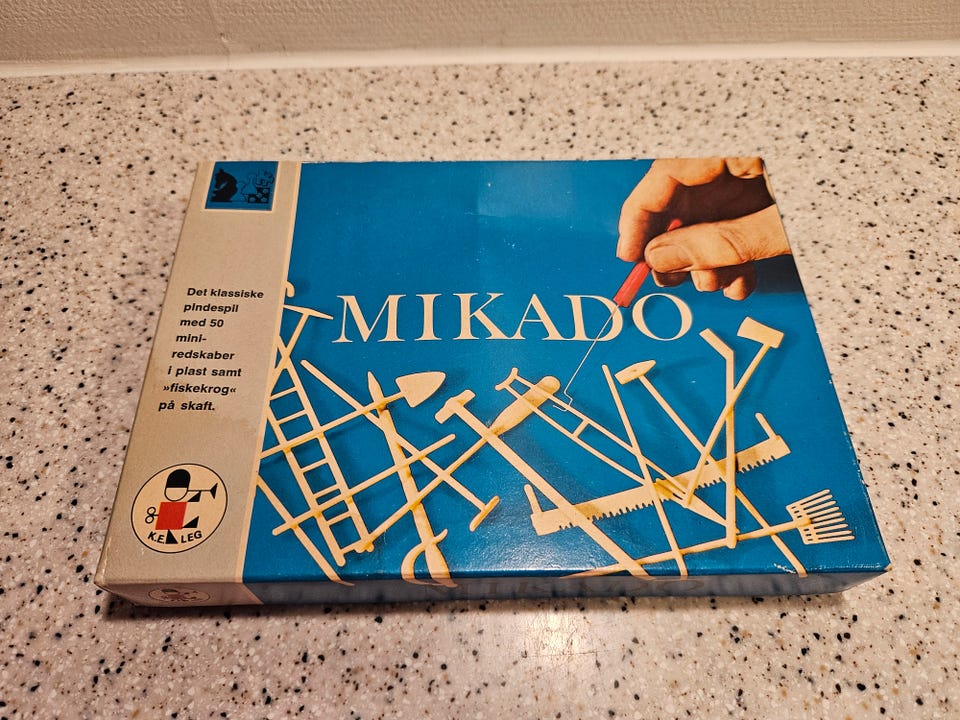 MIKADO
Det klassiske
pindespil
med 50
mini-
redskaber
i plast samt
»fiskekrog«
på skaft.
K.E. LEG